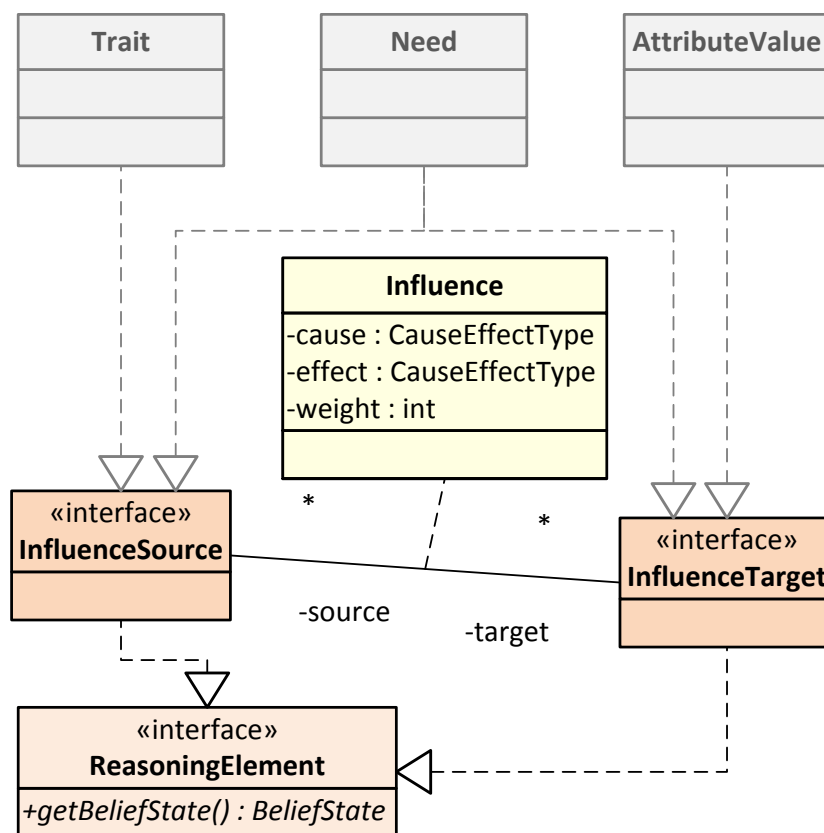 Trait
Need
AttributeValue
Influence
-cause : CauseEffectType
-effect : CauseEffectType
-weight : int
«interface»
InfluenceSource
*
*
«interface»
InfluenceTarget
-source
-target
«interface»
ReasoningElement
+getBeliefState() : BeliefState